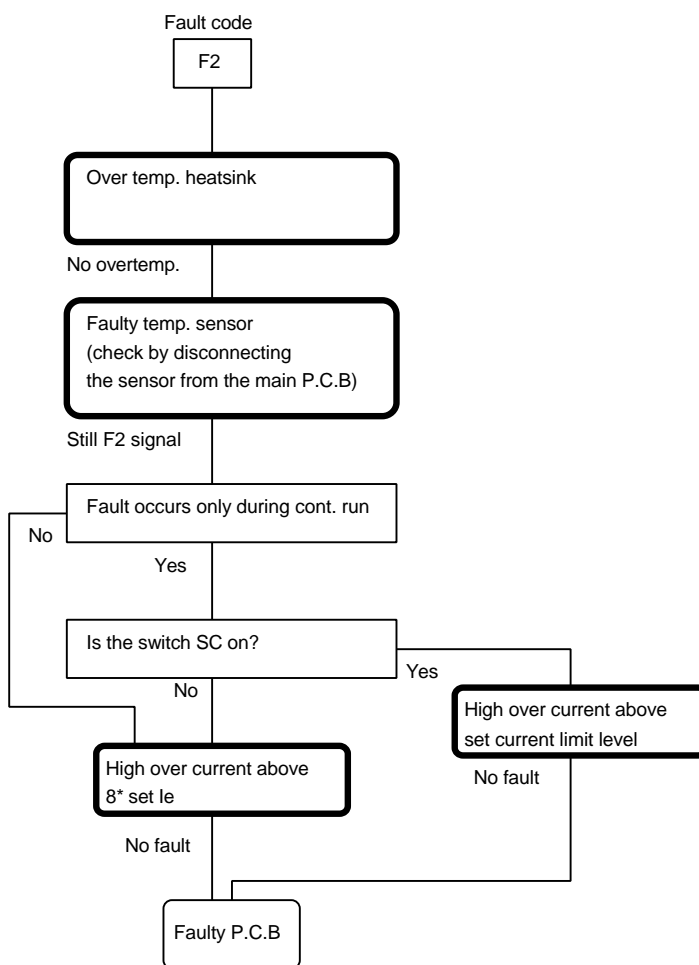 Fault code
F2
Over temp. heatsink
No overtemp.
Faulty temp. sensor
(check by disconnecting
the sensor from the main P.C.B)
Still F2 signal
Fault occurs only during cont. run
No
Yes
Is the switch SC on?
Yes
No
High over current above
set current limit level
High over current above
8* set Ie
No fault
No fault
Faulty P.C.B